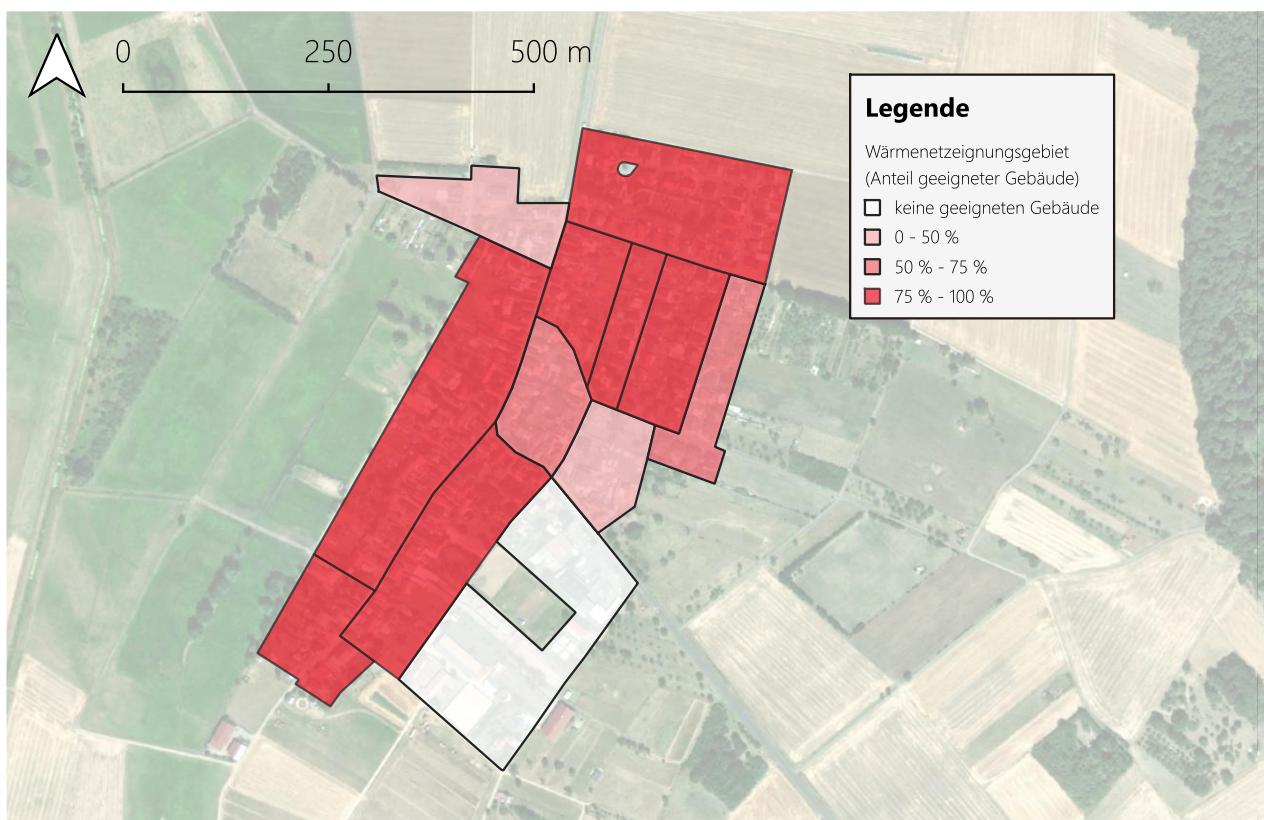 0 250 500 m
Legende
Wärmenetzeignungsgebiet
(Anteil geeigneter Gebäude)
keine geeigneten Gebäude
0 - 50 %
50 % - 75 %
75 % - 100 %